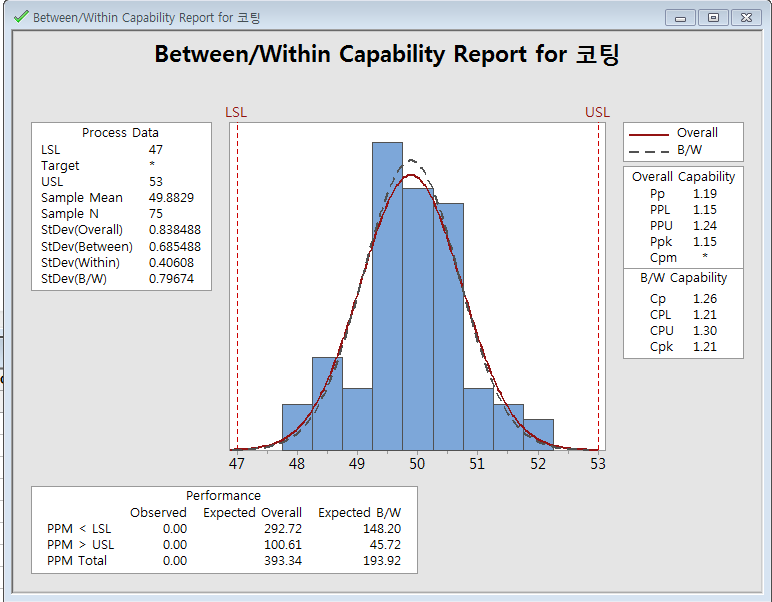 Between/Within Capability Report for 코팅
Between/Within Capability Report for 코팅
LSL
USL
Process Data
LSL 47
Target *
USL 53
Sample Mean 49.8829
Sample N 75
StDev(Overall) 0.838488
StDev(Between) 0.685488
StDev(Within) 0.40608
StDev(B/W) 0.79674
Overall
B/W
Overall Capability
Pp 1.19
PPL 1.15
PPU 1.24
Ppk 1.15
Cpm *
B/W Capability
Cp 1.26
CPL 1.21
CPU 1.30
Cpk 1.21
47 48 49 50 51 52 53
Performance
Observed Expected Overall Expected B/W
PPM < LSL 0.00 292.72 148.20
PPM > USL 0.00 100.61 45.72
PPM Total 0.00 393.34 193.92